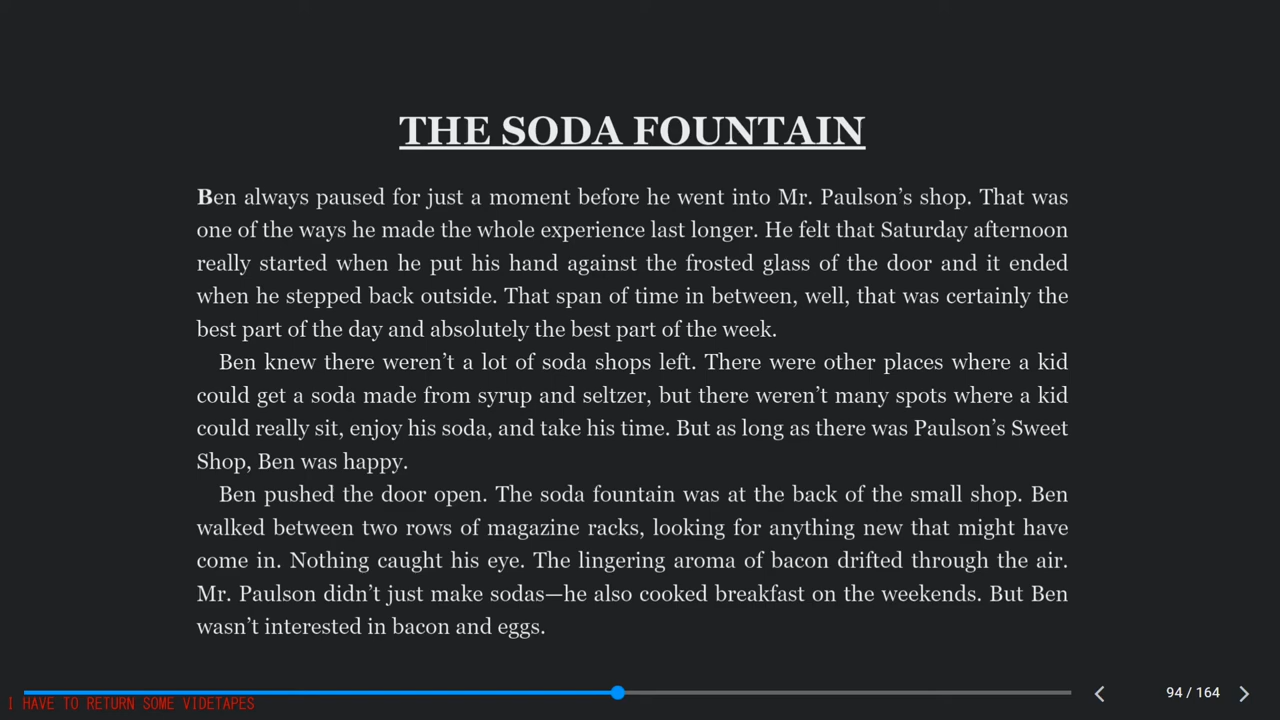 THE SODA FOUNTAIN
Ben always paused for just a moment before he went into Mr. Paulson’s shop. That was
one of the ways he made the whole experience last longer. He felt that Saturday afternoon
really started when he put his hand against the frosted glass of the door and it ended
when he stepped back outside. That span of time in between, well, that was certainly the
best part of the day and absolutely the best part of the week.
Ben knew there weren’t a lot of soda shops left. There were other places where a kid
could get a soda made from syrup and seltzer, but there weren’t many spots where a kid
could really sit, enjoy his soda, and take his time. But as long as there was Paulson’s Sweet
Shop, Ben was happy.
Ben pushed the door open. The soda fountain was at the back of the small shop. Ben
walked between two rows of magazine racks, looking for anything new that might have
come in. Nothing caught his eye. The lingering aroma of bacon drifted through the air.
Mr. Paulson didn’t just make sodas—he also cooked breakfast on the weekends. But Ben
wasn’t interested in bacon and eggs.
94 / 164
I HAVE TO RETURN SOME VIDETAPES